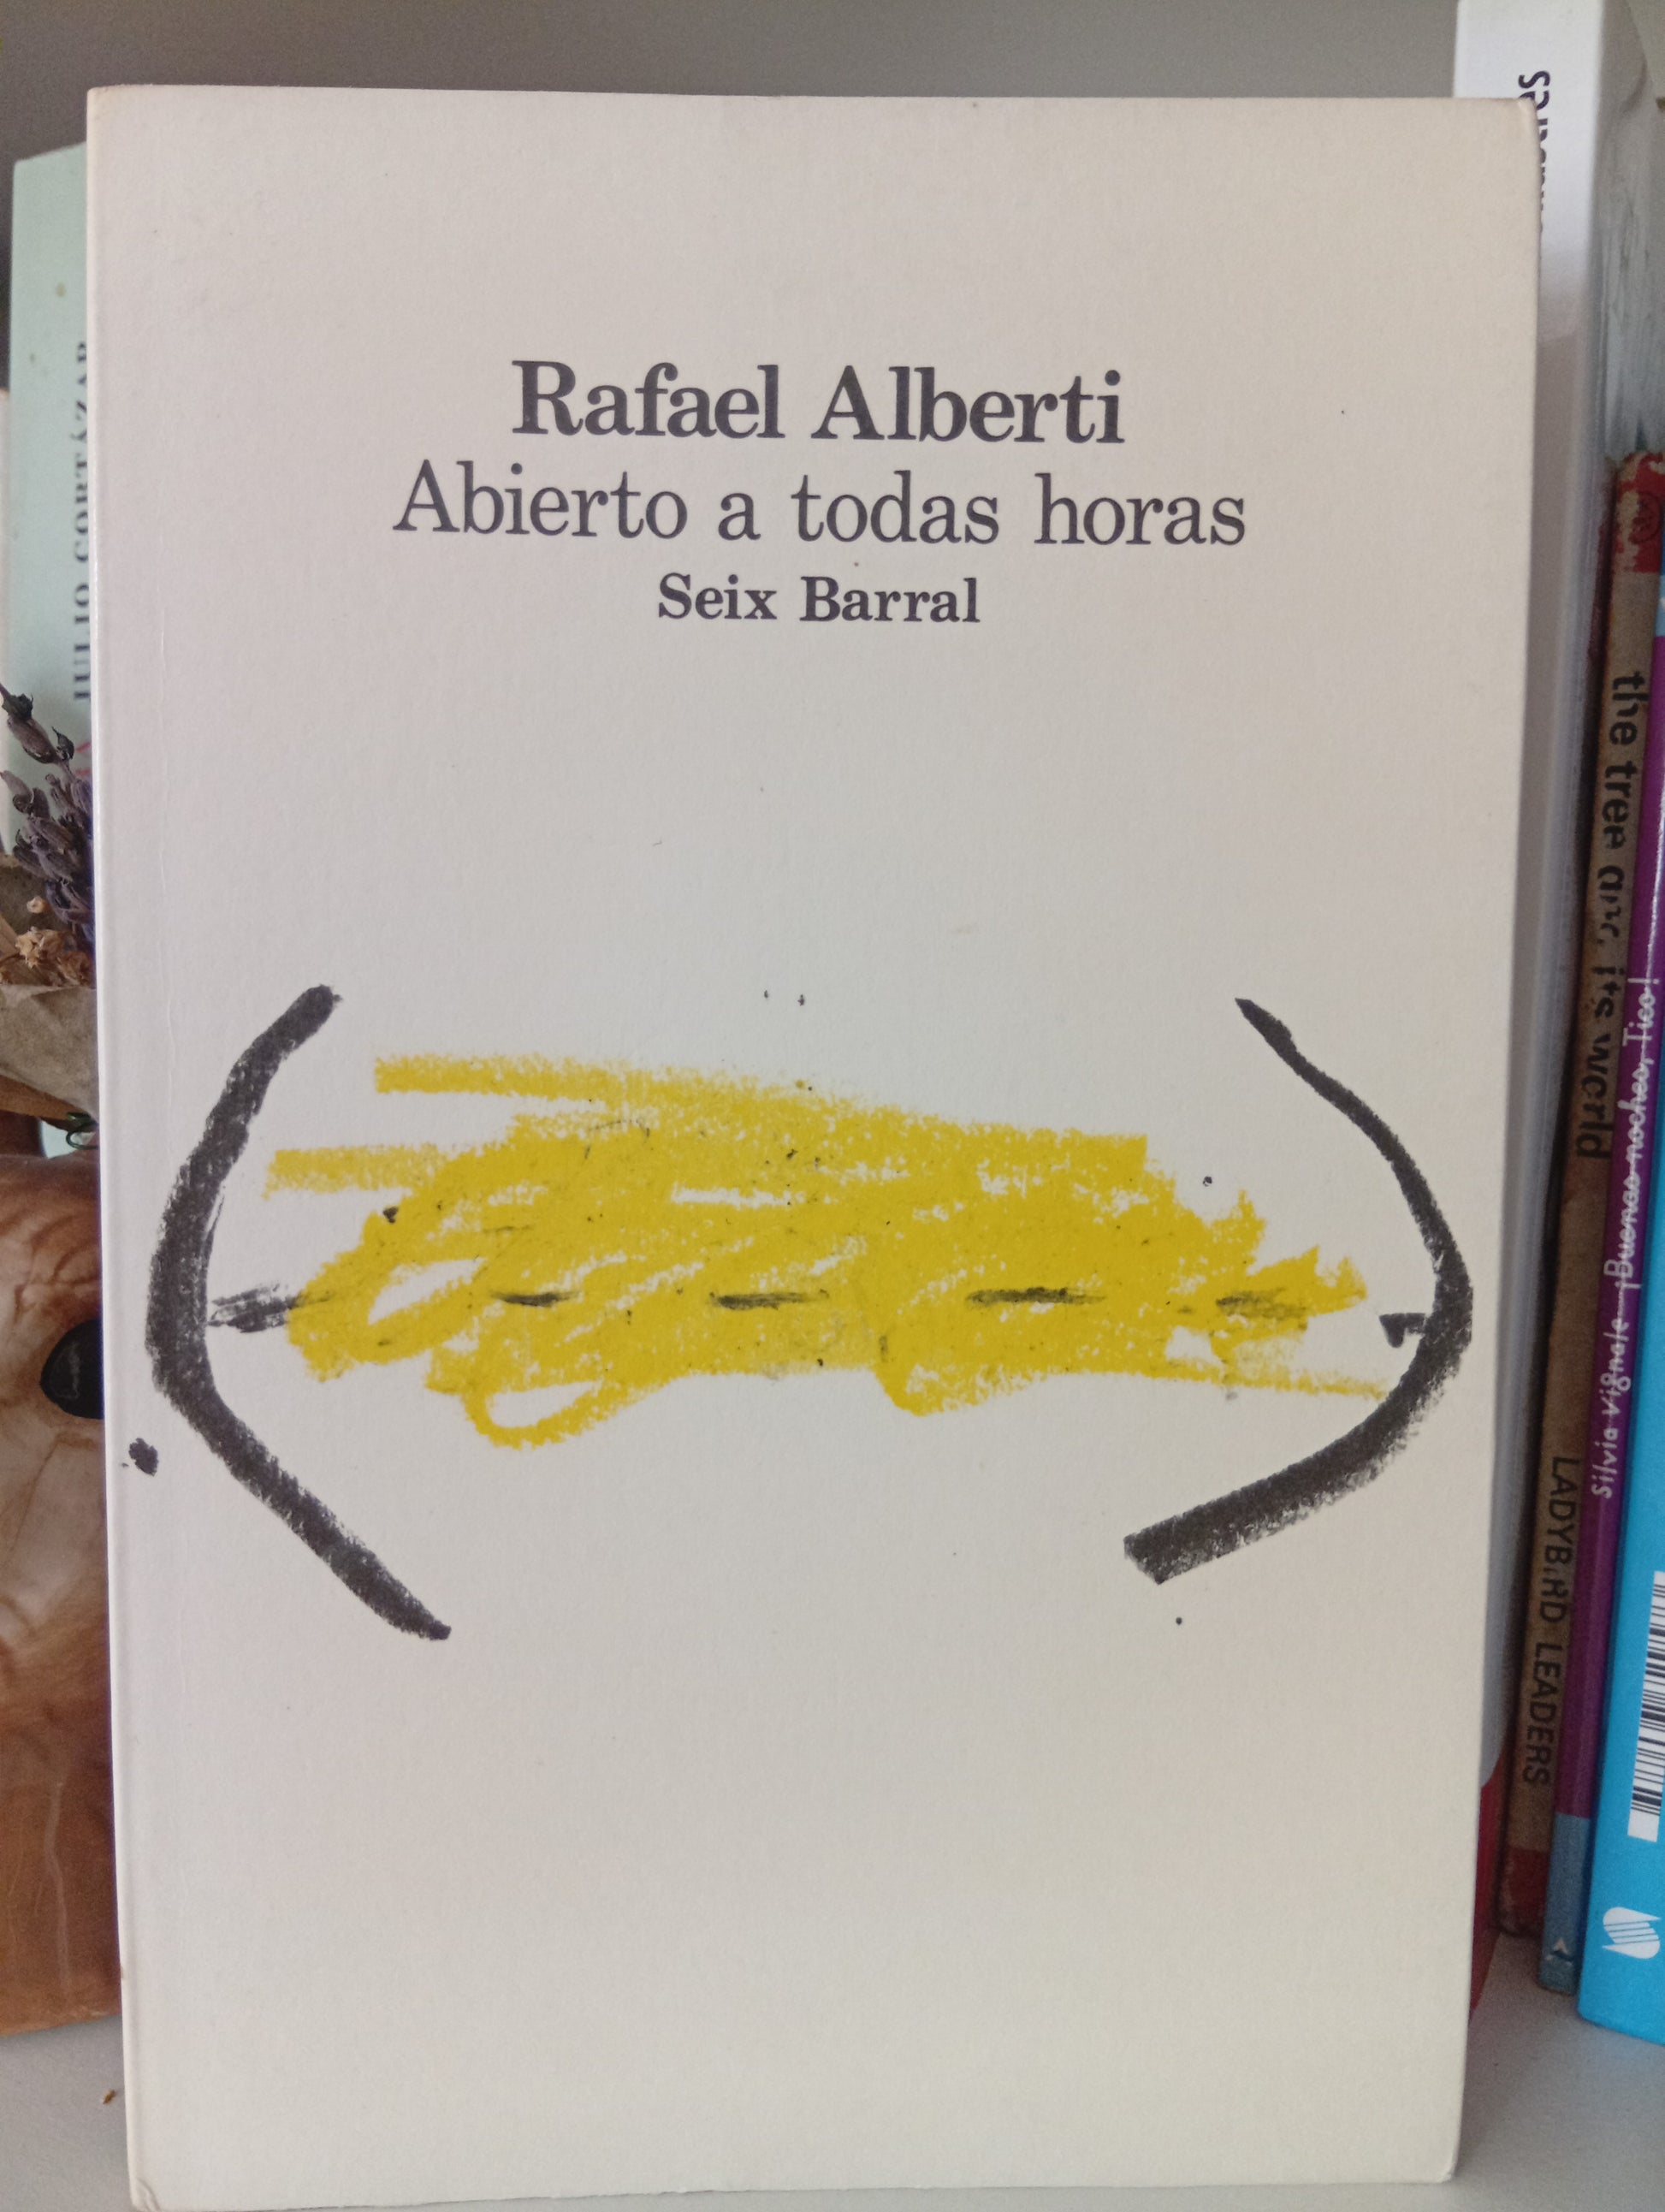 Rafael Alberti
Abierto a todas horas
Seix Barral
JULIO CORTÁZAR
the tree and its world
LADYBIRD LEADERS
Silvia Vignale ¡Buenas noches, Tico!